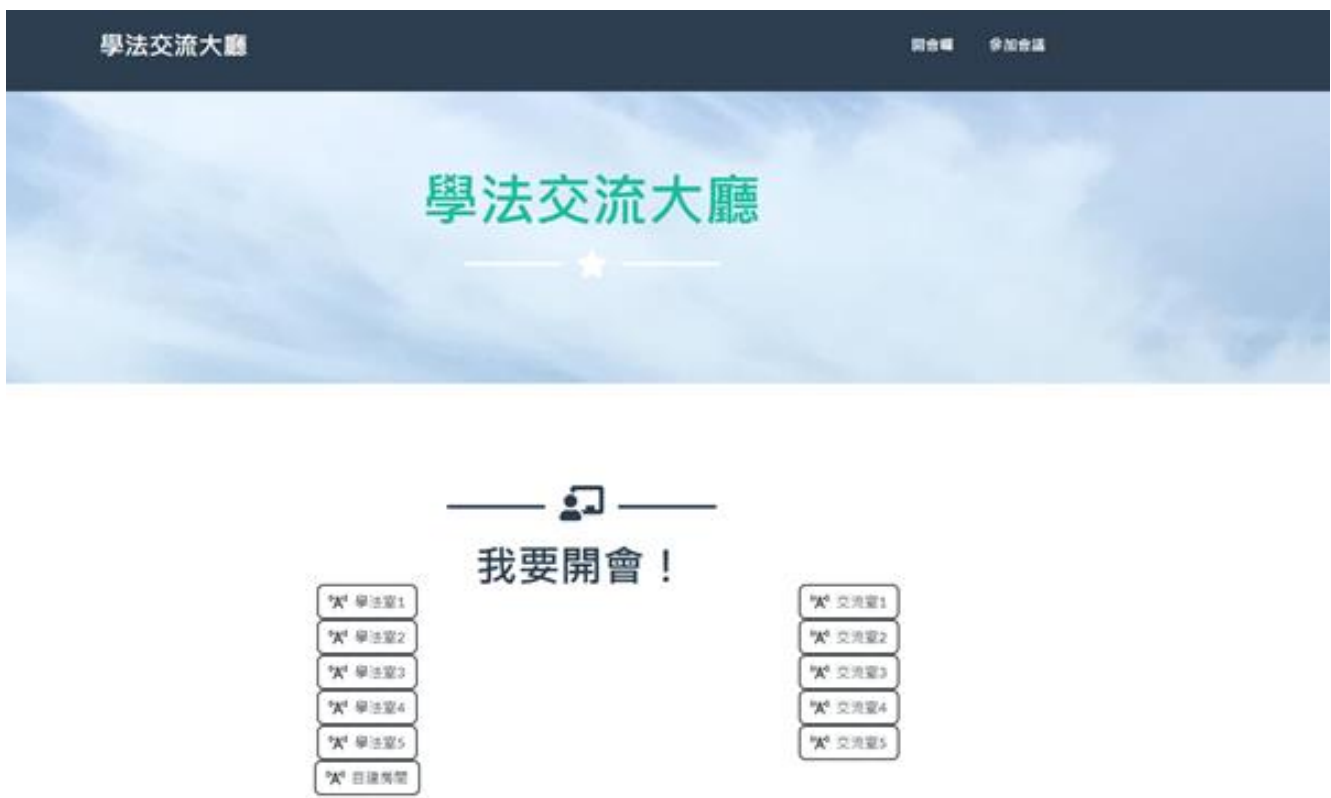 學法交流大廳
開會囉 參加會議
學法交流大廳
我要開會！
學法室1
學法室2
學法室3
學法室4
學法室5
自建房間
交流室1
交流室2
交流室3
交流室4
交流室5